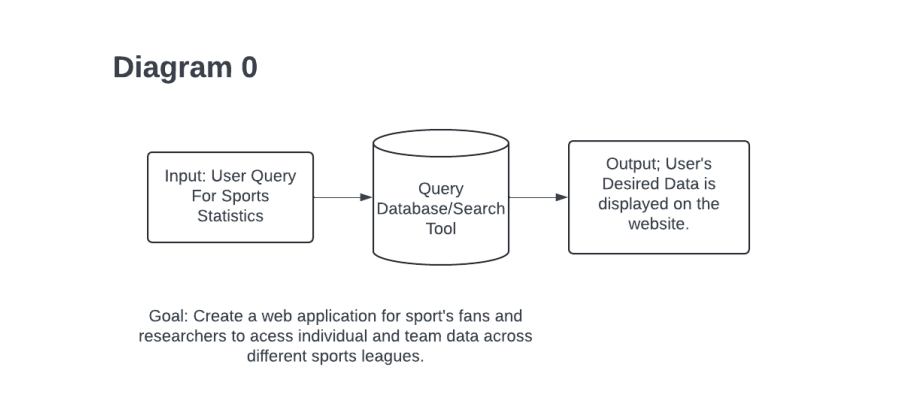 Diagram 0
Input: User Query
For Sports
Statistics
Query
Database/Search
Tool
Output; User's
Desired Data is
displayed on the
website.
Goal: Create a web application for sport's fans and
researchers to acess individual and team data across
different sports leagues.